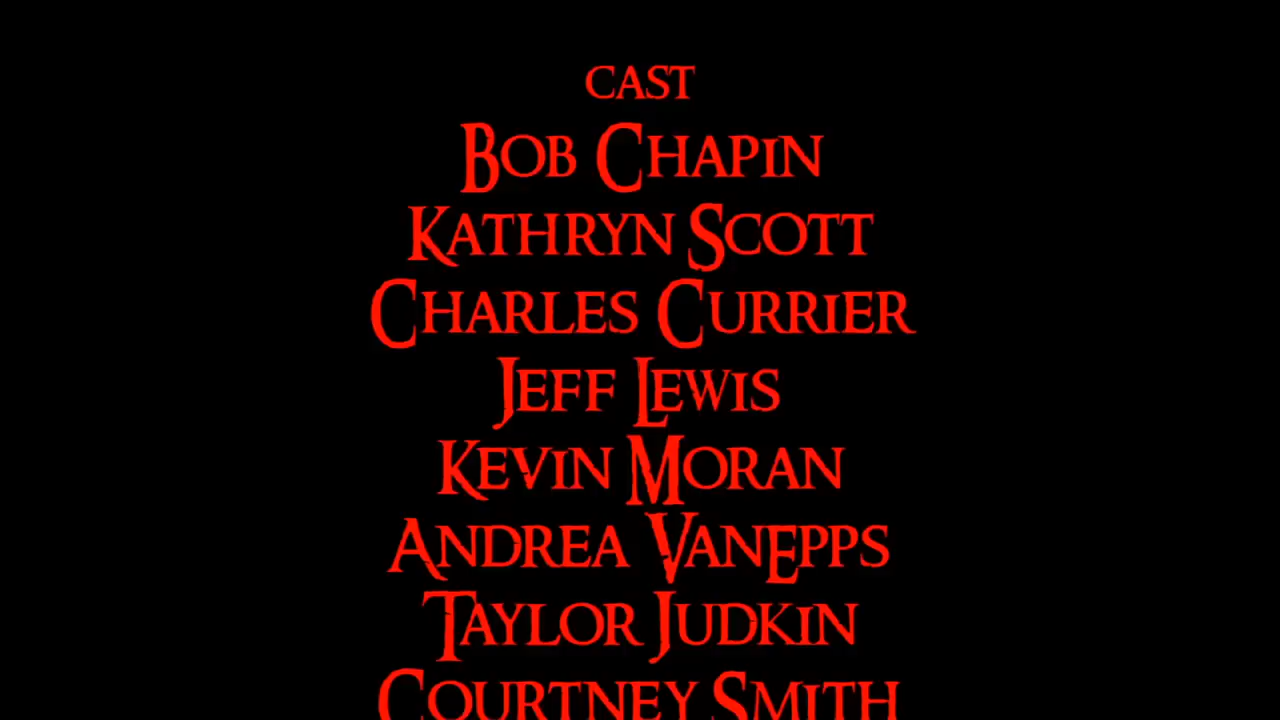 CAST
BOB CHAPIN
KATHRYN SCOTT
CHARLES CURRIER
JEFF LEWIS
KEVIN MORAN
ANDREA VANEPPS
TAYLOR JUDKIN
COURTNEY SMITH